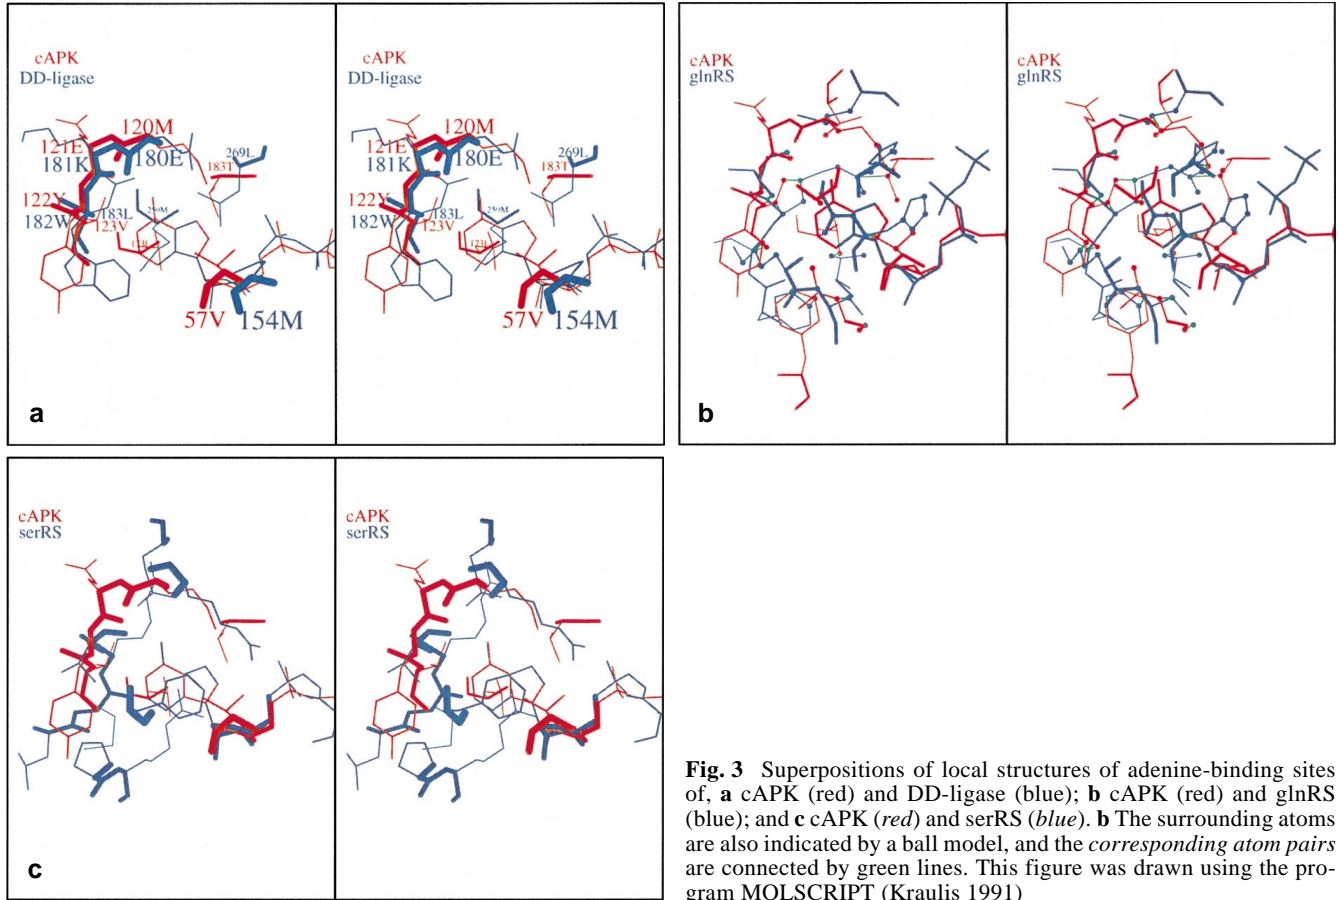 cAPK
DD-ligase
120M
121E
181K
180E
269L
183T
122V
182W
183L
123V
259M
173L
57V
154M
a
cAPK
DD-ligase
120M
121E
181K
180E
269L
183T
122V
182W
183L
123V
57V
154M
cAPK
glnRS
b
cAPK
glnRS
cAPK
serRS
c
cAPK
serRS
Fig. 3 Superpositions of local structures of adenine-binding sites
of, a cAPK (red) and DD-ligase (blue); b cAPK (red) and glnRS
(blue); and c cAPK (red) and serRS (blue). b The surrounding atoms
are also indicated by a ball model, and the corresponding atom pairs
are connected by green lines. This figure was drawn using the pro-
gram MOLSCRIPT (Kraulis 1991)